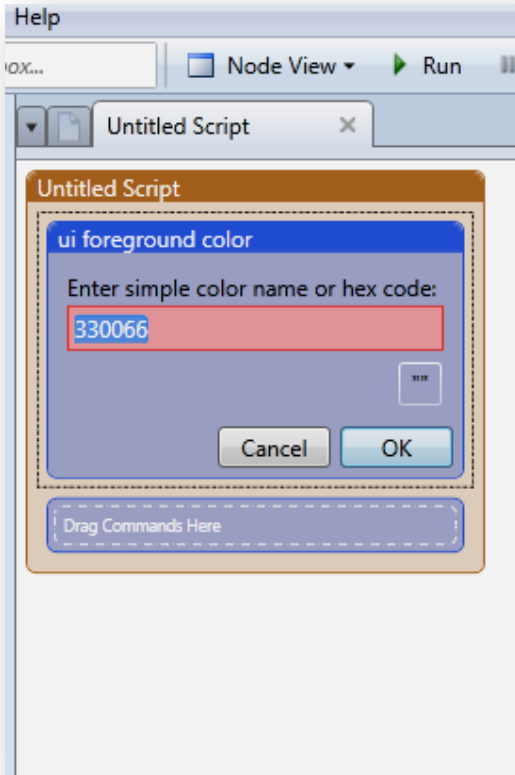 Help
ox...
Node View
Run
Untitled Script
Untitled Script
ui foreground color
Enter simple color name or hex code:
330066
""
Cancel
OK
Drag Commands Here